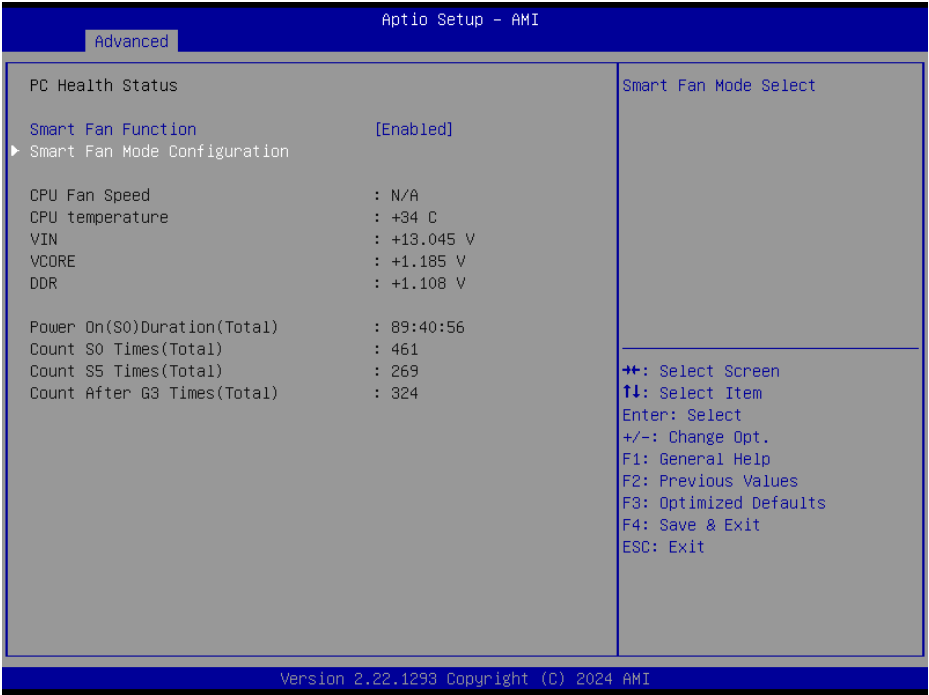 Aptio Setup - AMI
Advanced
PC Health Status
Smart Fan Function [Enabled]
Smart Fan Mode Configuration
CPU Fan Speed : N/A
CPU temperature : +34 C
VIN : +13.045 V
VCORE : +1.185 V
DDR : +1.108 V
Power On(S0)Duration(Total) : 89:40:56
Count S0 Times(Total) : 461
Count S5 Times(Total) : 269
Count After G3 Times(Total) : 324
Smart Fan Mode Select
→←: Select Screen
↑↓: Select Item
Enter: Select
+/-: Change Opt.
F1: General Help
F2: Previous Values
F3: Optimized Defaults
F4: Save & Exit
ESC: Exit
Version 2.22.1293 Copyright (C) 2024 AMI